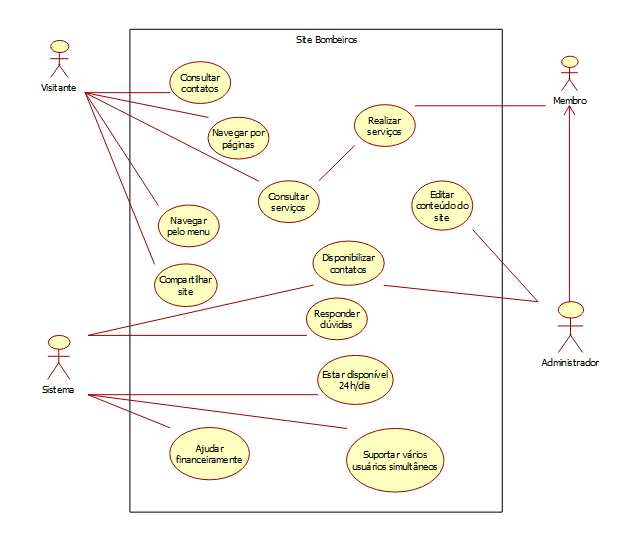 Site Bombeiros
Visitante
Consultar
contatos
Membro
Navegar por
páginas
Realizar
serviços
Consultar
serviços
Editar
conteúdo do
site
Navegar
pelo menu
Disponibilizar
contatos
Compartilhar
site
Responder
dúvidas
Administrador
Sistema
Estar disponível
24h/dia
Ajudar
financeiramente
Suportar vários
usuários simultâneos